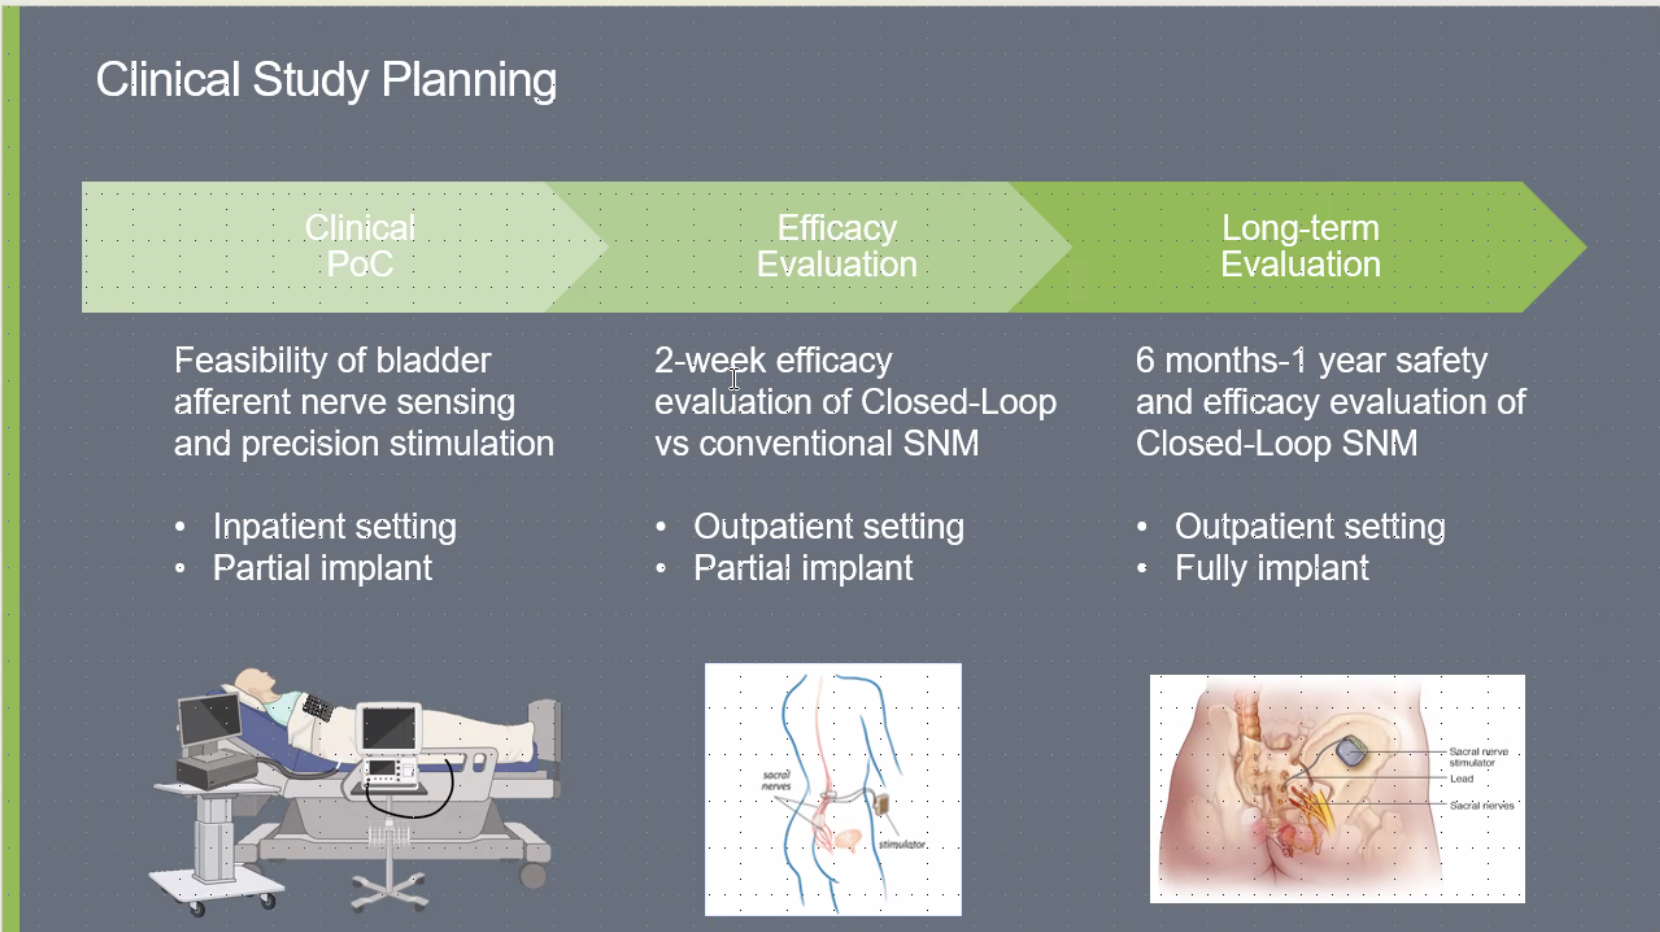 Clinical Study Planning
Clinical
PoC
Efficacy
Evaluation
Long-term
Evaluation
Feasibility of bladder
afferent nerve sensing
and precision stimulation
• Inpatient setting
• Partial implant
2-week efficacy
evaluation of Closed-Loop
vs conventional SNM
• Outpatient setting
• Partial implant
6 months-1 year safety
and efficacy evaluation of
Closed-Loop SNM
• Outpatient setting
• Fully implant
sacral
nerves
stimulator
Sacral nerve
stimulator
Lead
Sacral nerves